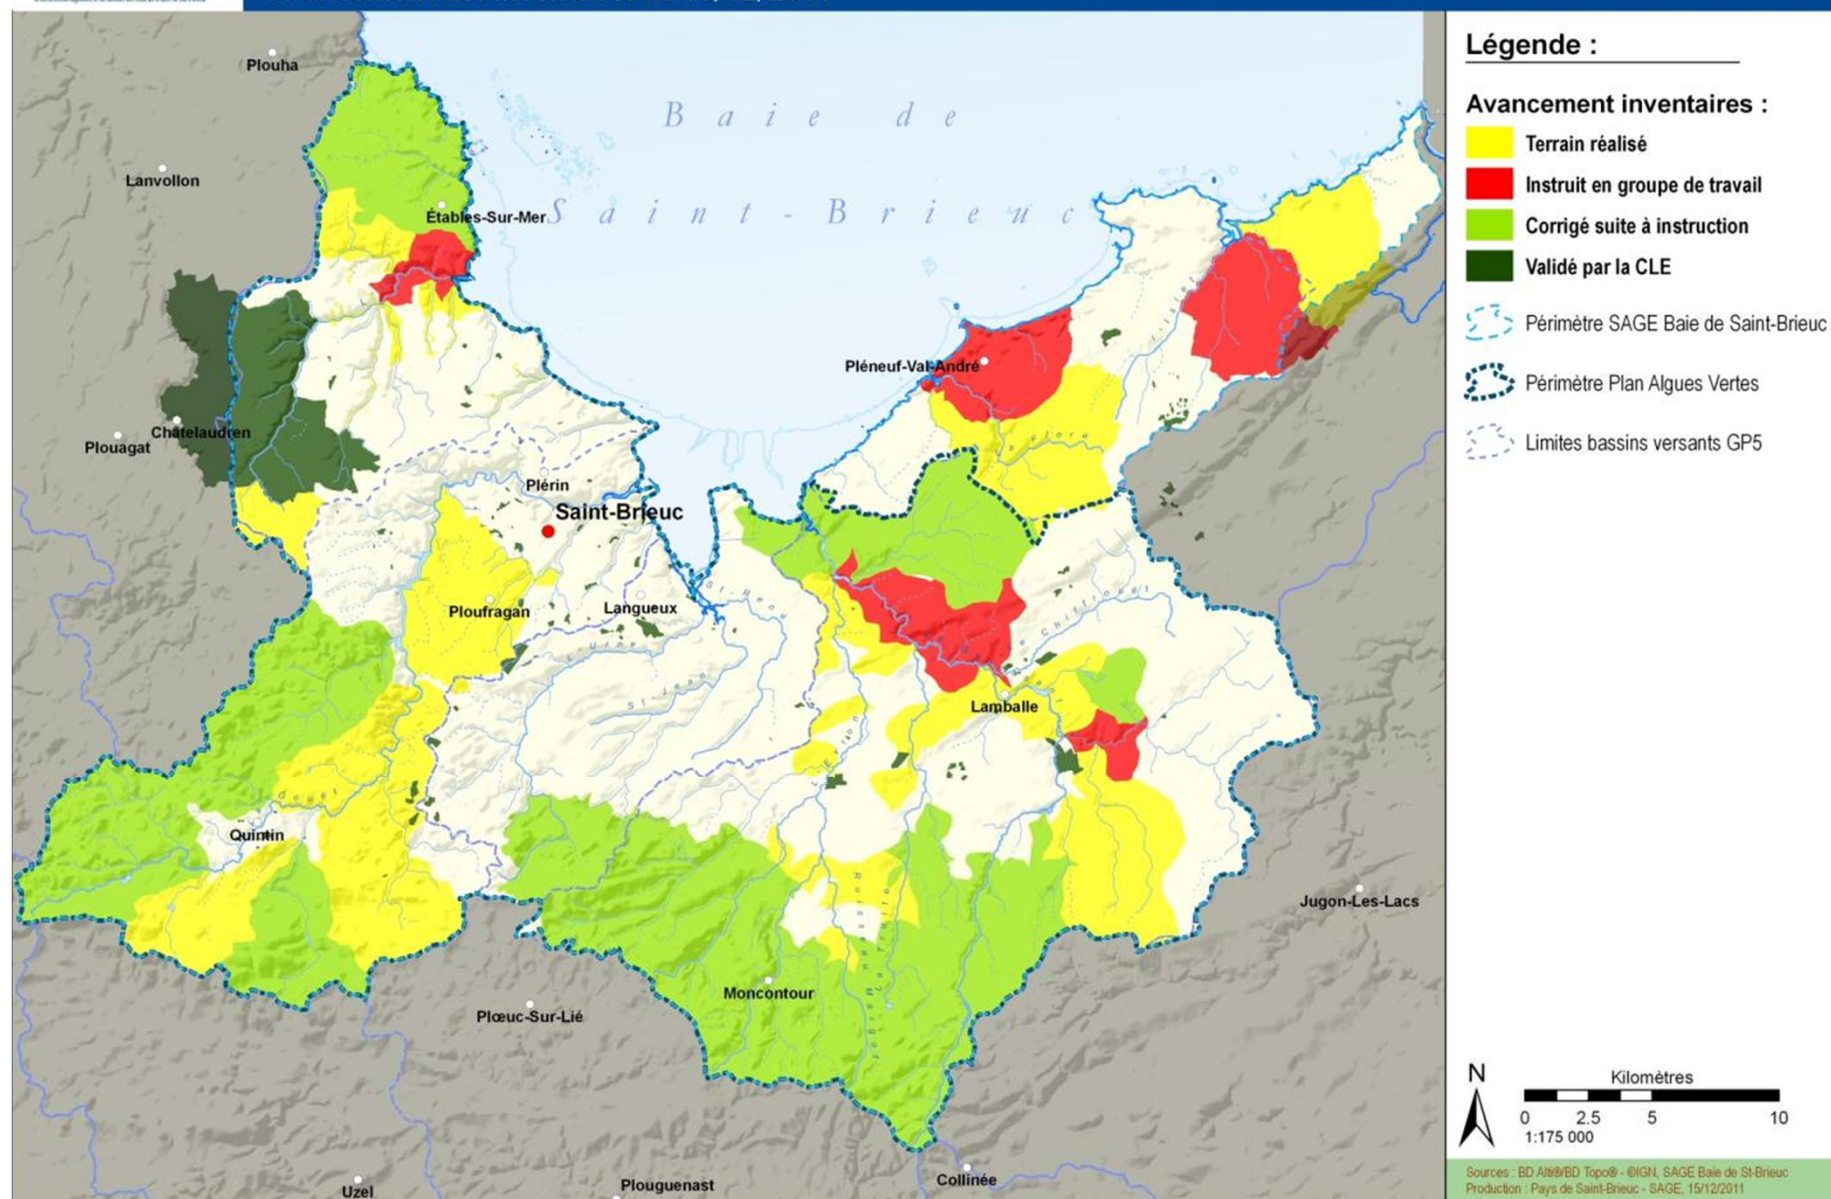 Plouha
Baie de
Lanvollon
Étables-Sur-Mer
Saint-Brieuc
Pléneuf-Val-André
Châtelaudren
Plouagat
Plérin
Saint-Brieuc
Ploufragan
Langueux
L'Urne
St-Jean
Lamballe
Quintin
Jugon-Les-Lacs
Moncontour
Plœuc-Sur-Lié
Collinée
Uzel
Plouguenast
Légende :
Avancement inventaires :
Terrain réalisé
Instruit en groupe de travail
Corrigé suite à instruction
Validé par la CLE
Périmètre SAGE Baie de Saint-Brieuc
Périmètre Plan Algues Vertes
Limites bassins versants GP5
N
Kilomètres
0 2.5 5 10
1:175 000
Sources : BD Alti®/BD Topo® - ©IGN, SAGE Baie de St-Brieuc
Production : Pays de Saint-Brieuc - SAGE, 15/12/2011